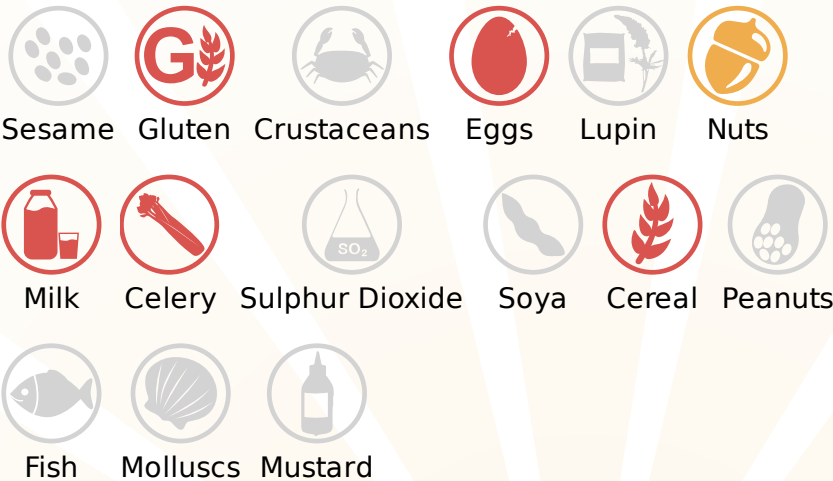 G
Sesame Gluten Crustaceans Eggs Lupin Nuts
SO₂
Milk Celery Sulphur Dioxide Soya Cereal Peanuts
Fish Molluscs Mustard